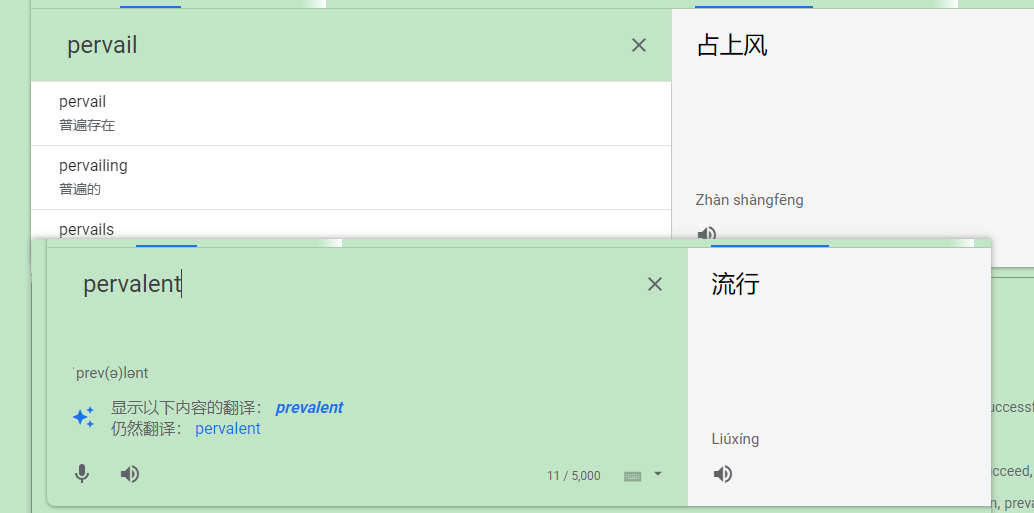 pervail
占上风
pervail
普遍存在
pervailing
普遍的
pervails
Zhàn shàngfēng
pervalent
流行
ˈprev(ə)lənt
显示以下内容的翻译： prevalent
仍然翻译： pervalent
Liúxíng
11 / 5,000
ucceed,